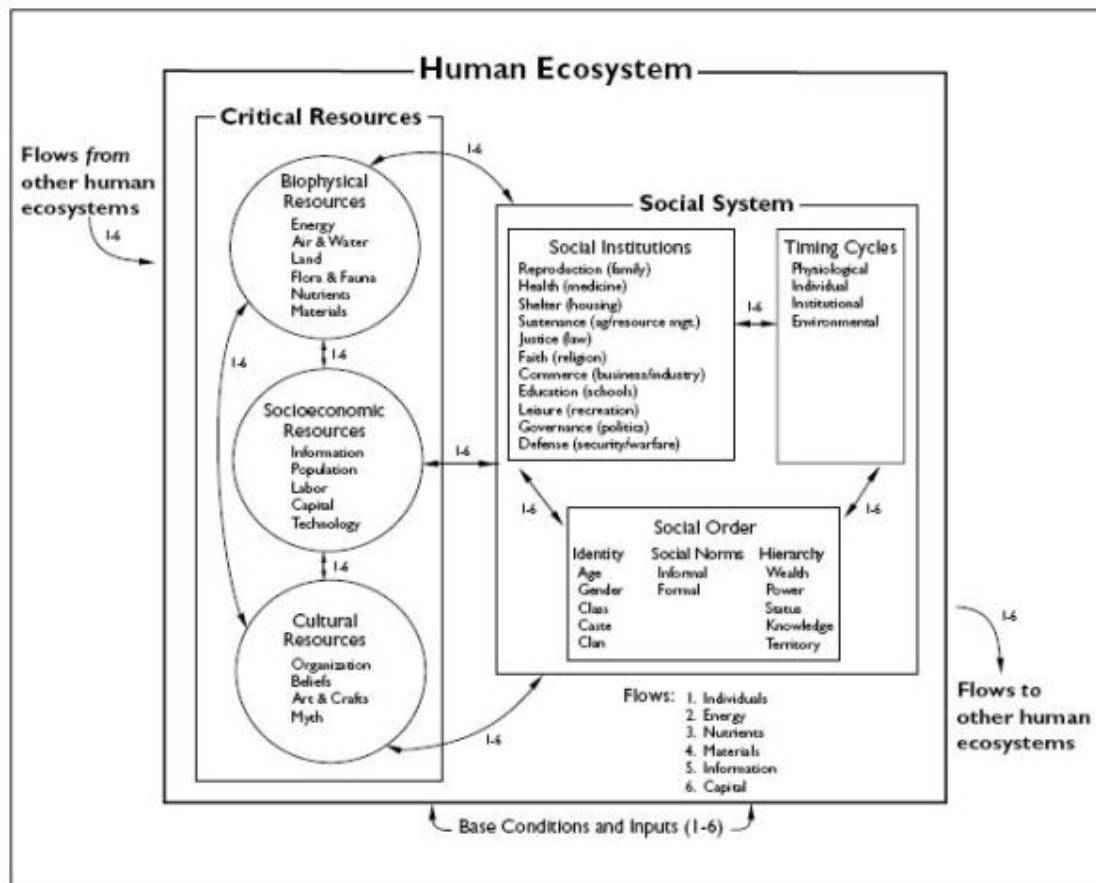 Human Ecosystem
Critical Resources
Flows from
other human
ecosystems
1-6
Biophysical
Resources
Energy
Air & Water
Land
Flora & Fauna
Nutrients
Materials
1-6
1-6
1-6
Socioeconomic
Resources
Information
Population
Labor
Capital
Technology
1-6
1-6
Cultural
Resources
Organization
Beliefs
Art & Crafts
Myth
1-6
Social System
Social Institutions
Reproduction (family)
Health (medicine)
Shelter (housing)
Sustenance (ag/resource mgt.)
Justice (law)
Faith (religion)
Commerce (business/industry)
Education (schools)
Leisure (recreation)
Governance (politics)
Defense (security/warfare)
1-6
Timing Cycles
Physiological
Individual
Institutional
Environmental
1-6
1-6
Social Order
Identity
Age
Gender
Class
Caste
Clan
Social Norms
Informal
Formal
Hierarchy
Wealth
Power
Status
Knowledge
Territory
Flows:
1. Individuals
2. Energy
3. Nutrients
4. Materials
5. Information
6. Capital
1-6
Flows to
other human
ecosystems
Base Conditions and Inputs (1-6)